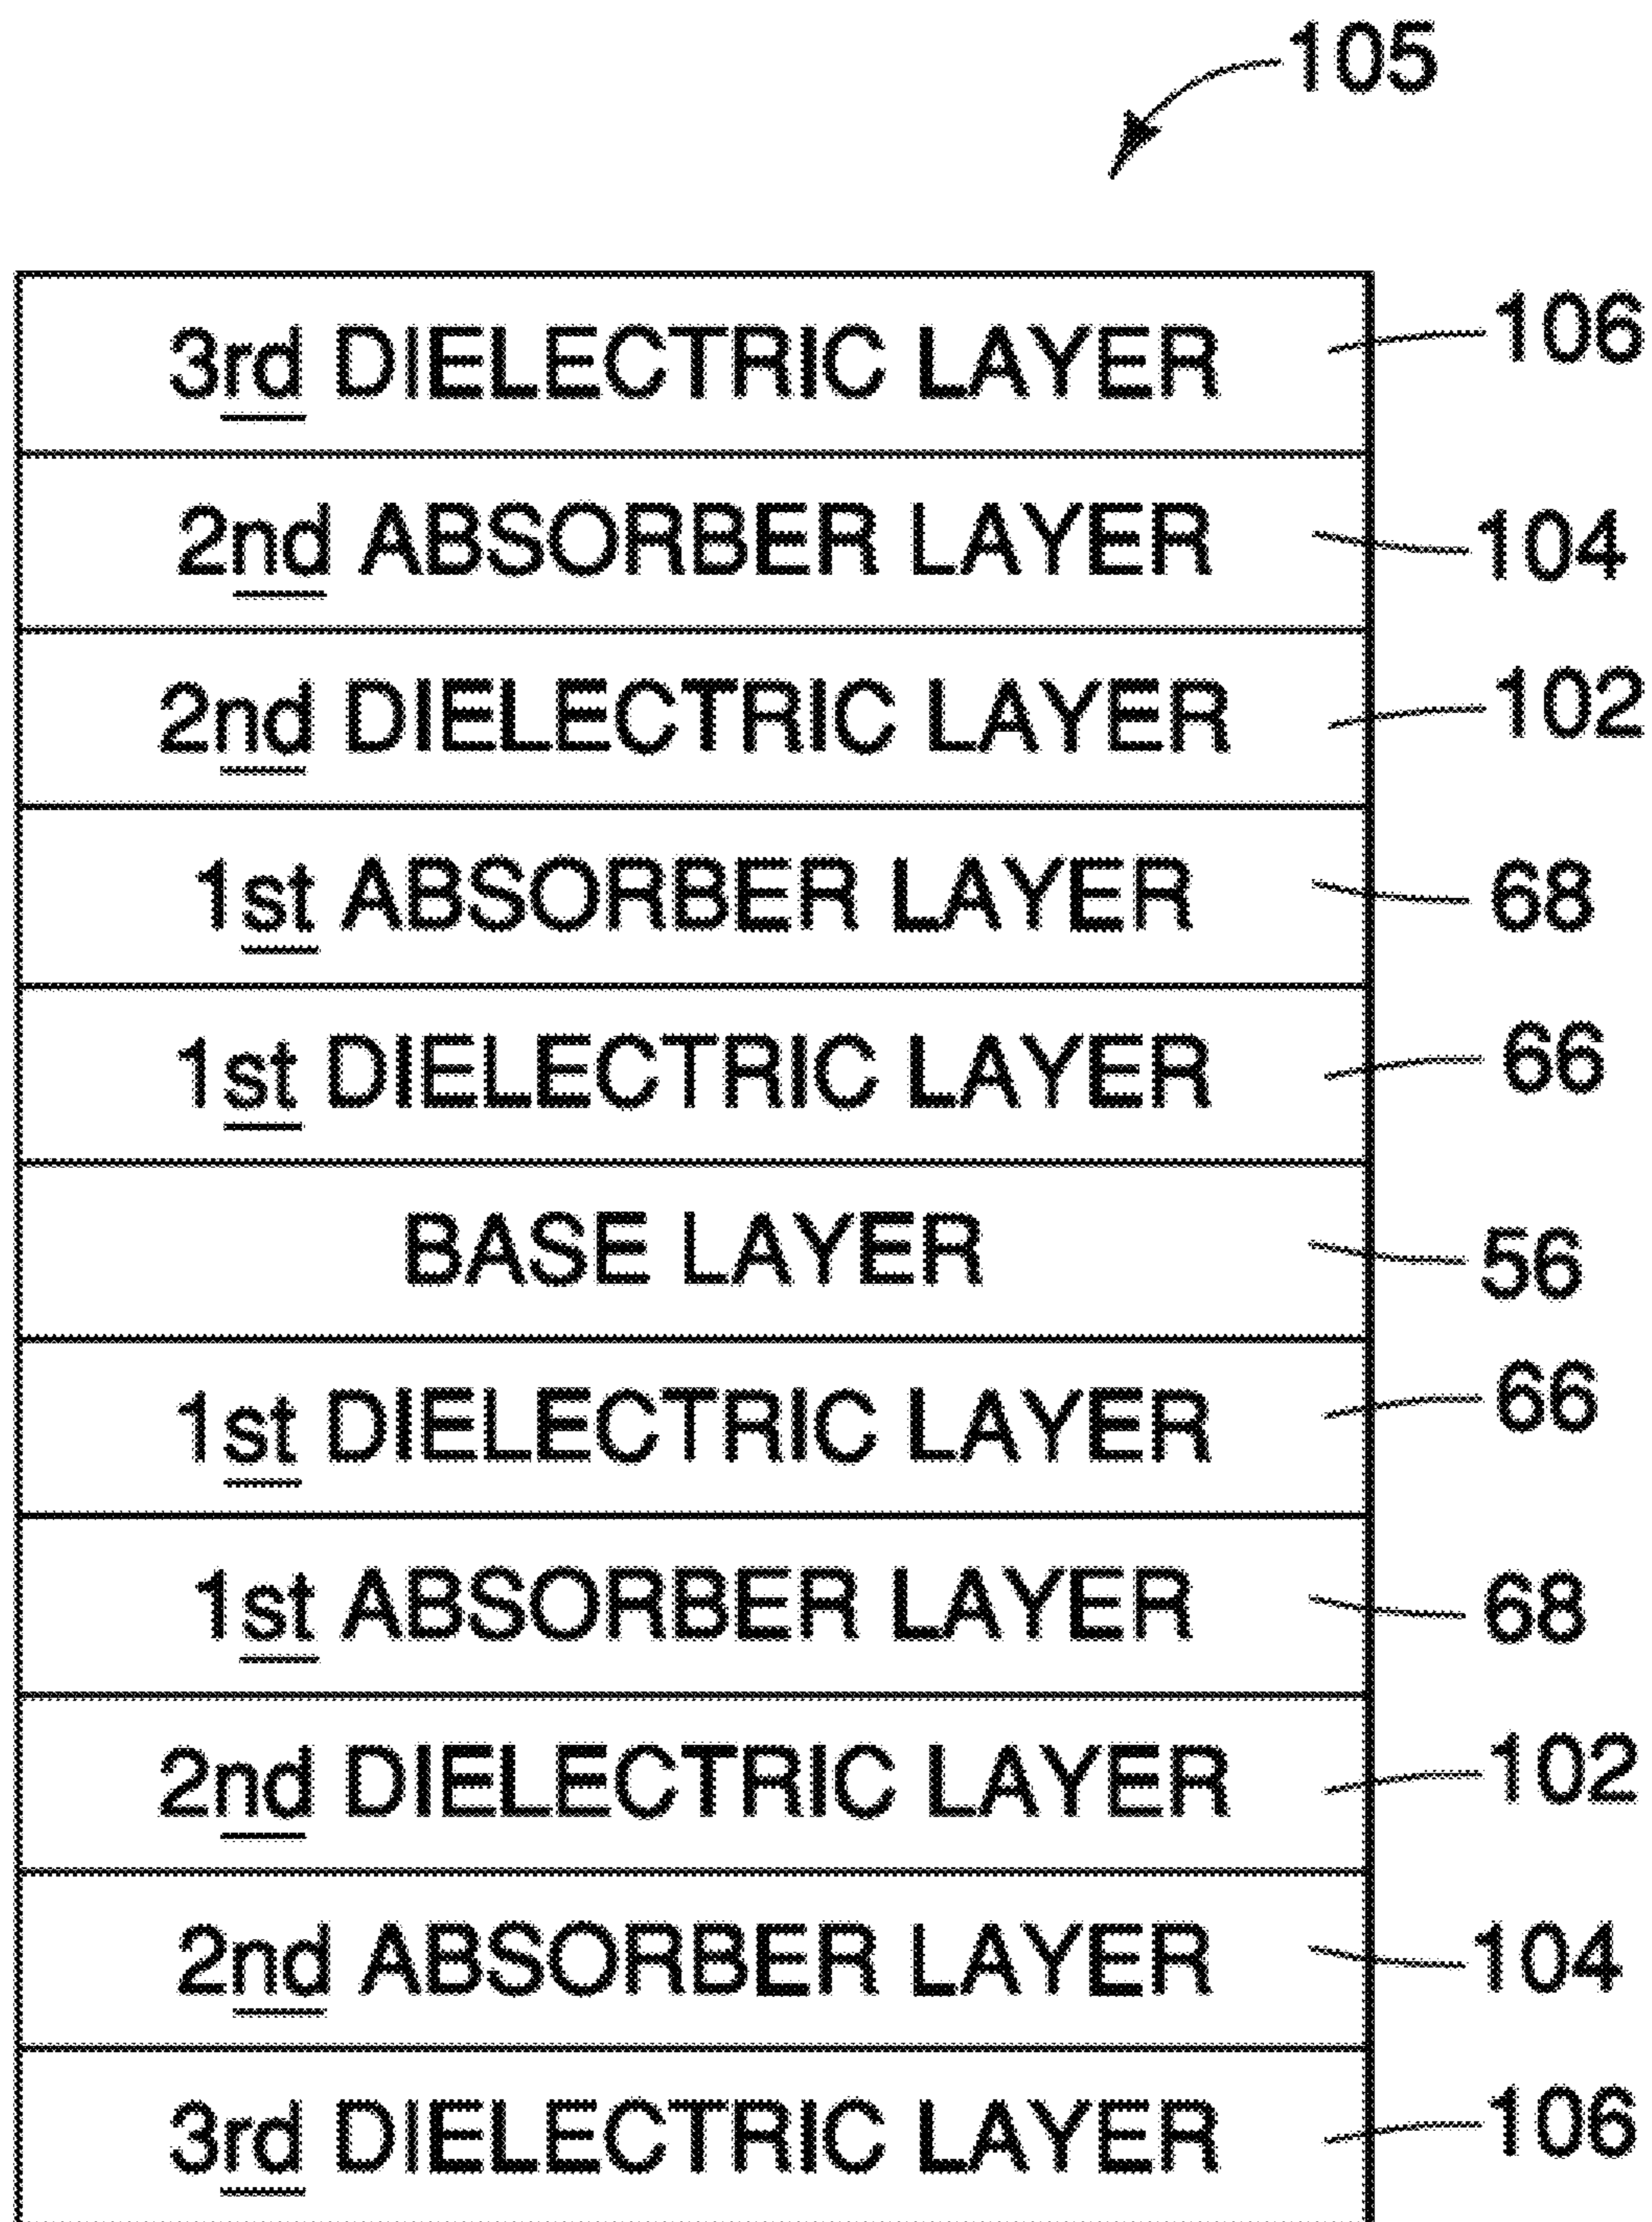 105
3rd DIELECTRIC LAYER 106
2nd ABSORBER LAYER 104
2nd DIELECTRIC LAYER 102
1st ABSORBER LAYER 68
1st DIELECTRIC LAYER 66
BASE LAYER 56
1st DIELECTRIC LAYER 66
1st ABSORBER LAYER 68
2nd DIELECTRIC LAYER 102
2nd ABSORBER LAYER 104
3rd DIELECTRIC LAYER 106